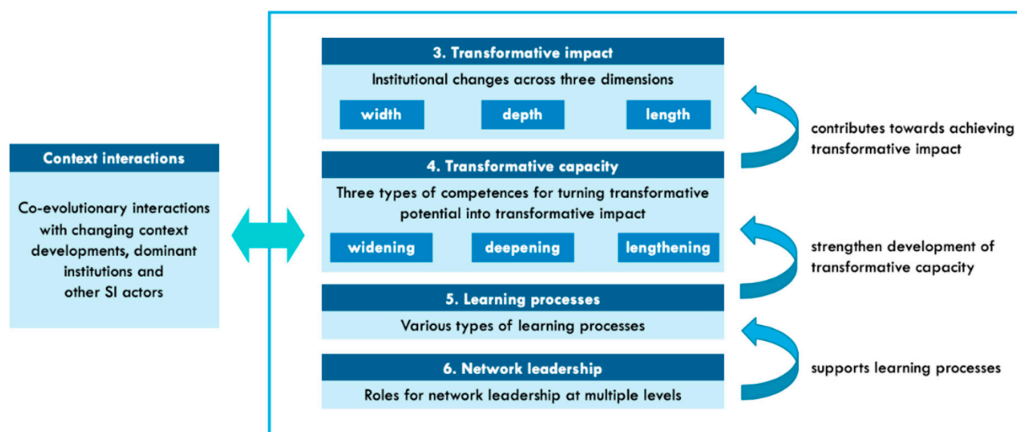 Context interactions
Co-evolutionary interactions
with changing context
developments, dominant
institutions and
other SI actors
3. Transformative impact
Institutional changes across three dimensions
width depth length
4. Transformative capacity
Three types of competences for turning transformative
potential into transformative impact
widening deepening lengthening
5. Learning processes
Various types of learning processes
6. Network leadership
Roles for network leadership at multiple levels
contributes towards achieving
transformative impact
strengthen development of
transformative capacity
supports learning processes